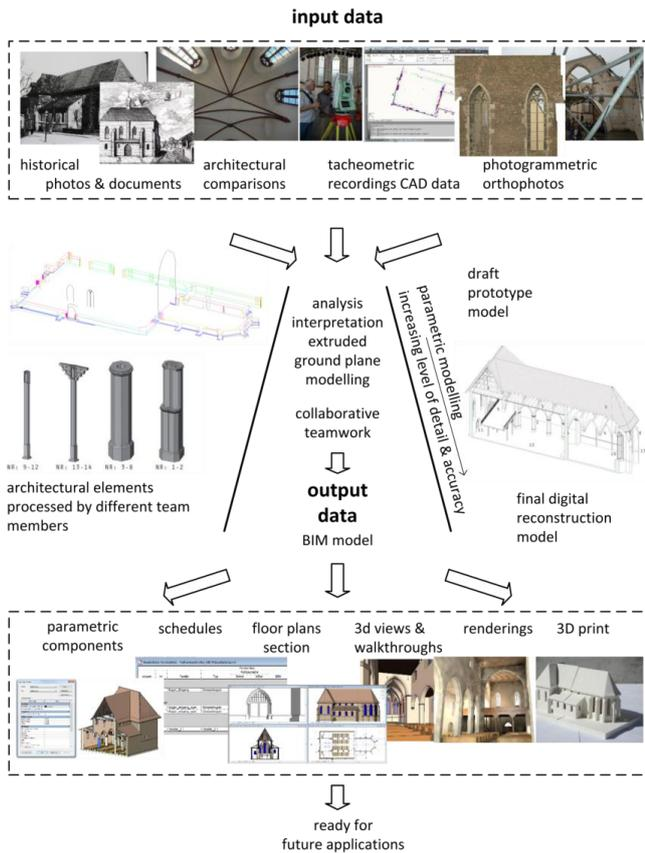 input data
historical
photos & documents
architectural
comparisons
tacheometric
recordings CAD data
photogrammetric
orthophotos
analysis
interpretation
extruded
ground plane
modelling
collaborative
teamwork
parametric modelling
increasing level of detail & accuracy
draft
prototype
model
NR: 9-12
NR: 13-14
NR: 3-8
NR: 1-2
architectural elements
processed by different team
members
output
data
BIM model
final digital
reconstruction
model
parametric
components
schedules
floor plans
section
3d views &
walkthroughs
renderings
3D print
ready for
future applications